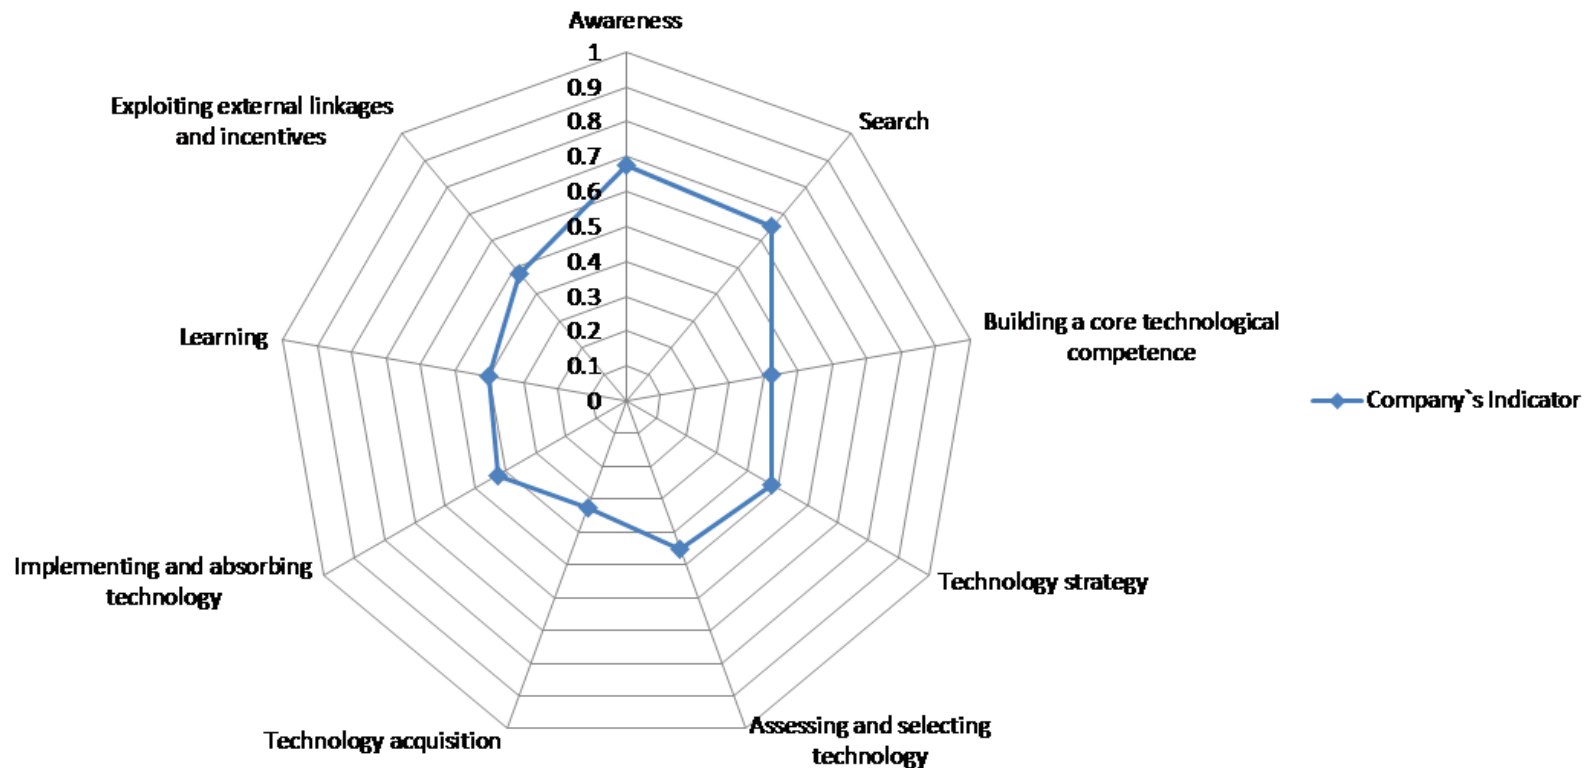 Awareness
1
0.9
0.8
0.7
0.6
0.5
0.4
0.3
0.2
0.1
0
Search
Building a core technological
competence
Technology strategy
Assessing and selecting
technology
Technology acquisition
Implementing and absorbing
technology
Learning
Exploiting external linkages
and incentives
Company`s Indicator